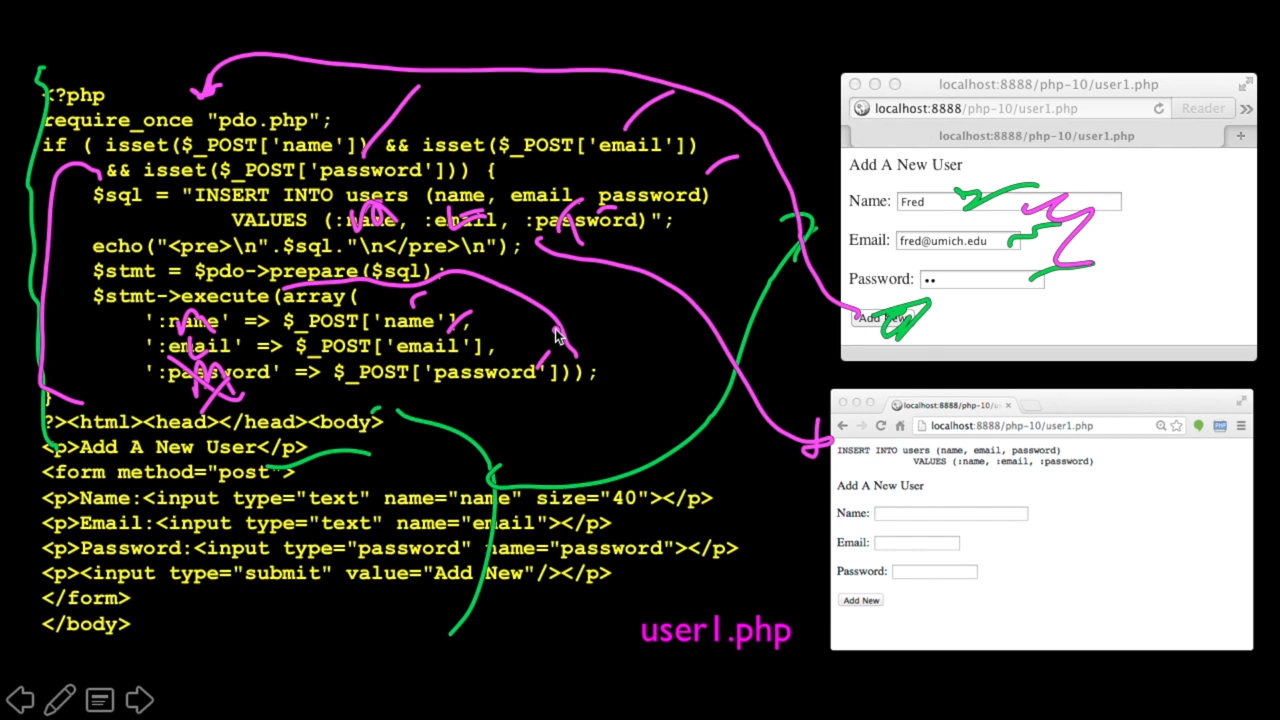 <?php
require_once "pdo.php";
if ( isset($_POST['name']) && isset($_POST['email'])
&& isset($_POST['password'])) {
$sql = "INSERT INTO users (name, email, password)
VALUES (:name, :email, :password)";
echo("<pre>\n".$sql."\n</pre>\n");
$stmt = $pdo->prepare($sql);
$stmt->execute(array(
':name' => $_POST['name'],
':email' => $_POST['email'],
':password' => $_POST['password']));
}
?><html><head></head><body>
<p>Add A New User</p>
<form method="post">
<p>Name:<input type="text" name="name" size="40"></p>
<p>Email:<input type="text" name="email"></p>
<p>Password:<input type="password" name="password"></p>
<p><input type="submit" value="Add New"/></p>
</form>
</body>
user1.php
localhost:8888/php-10/user1.php
localhost:8888/php-10/user1.php
Reader
localhost:8888/php-10/user1.php
Add A New User
Name: Fred
Email: fred@umich.edu
Password: ••
Add New
localhost:8888/php-10/u
localhost:8888/php-10/user1.php
INSERT INTO users (name, email, password)
VALUES (:name, :email, :password)
Add A New User
Name:
Email:
Password:
Add New